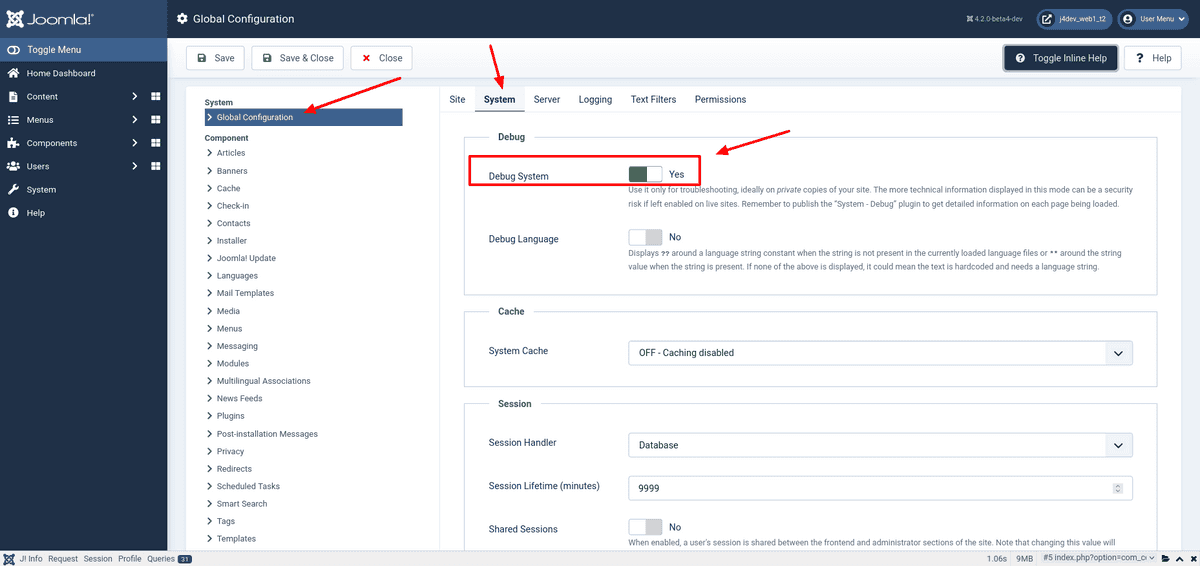 Joomla!®
Global Configuration
4.2.0-beta4-dev
j4dev_web1_t2
User Menu
Toggle Menu
Home Dashboard
Content
Menus
Components
Users
System
Help
Save
Save & Close
Close
Toggle Inline Help
Help
System
Global Configuration
Component
Articles
Banners
Cache
Check-in
Contacts
Installer
Joomla! Update
Languages
Mail Templates
Media
Menus
Messaging
Modules
Multilingual Associations
News Feeds
Plugins
Post-installation Messages
Privacy
Redirects
Scheduled Tasks
Smart Search
Tags
Templates
Site
System
Server
Logging
Text Filters
Permissions
Debug
Debug System
Yes
Use it only for troubleshooting, ideally on private copies of your site. The more technical information displayed in this mode can be a security
risk if left enabled on live sites. Remember to publish the "System - Debug" plugin to get detailed information on each page being loaded.
Debug Language
No
Displays ?? around a language string constant when the string is not present in the currently loaded language files or ** around the string
value when the string is present. If none of the above is displayed, it could mean the text is hardcoded and needs a language string.
Cache
System Cache
OFF - Caching disabled
Session
Session Handler
Database
Session Lifetime (minutes)
9999
Shared Sessions
No
When enabled, a user's session is shared between the frontend and administrator sections of the site. Note that changing this value will
J! Info
Request
Session
Profile
Queries
31
1.06s
9MB
#5 index.php?option=com_cc